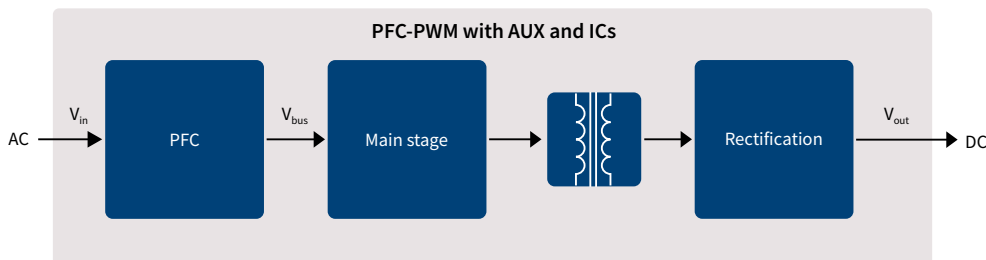 PFC-PWM with AUX and ICs
AC
Vin
PFC
Vbus
Main stage
Rectification
Vout
DC